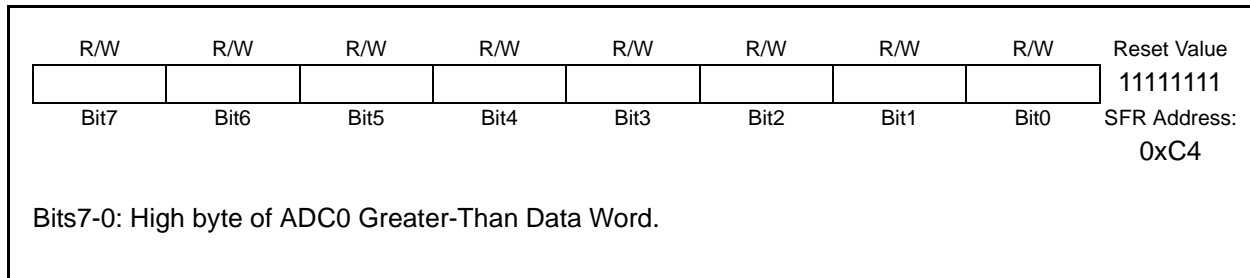 R/W R/W R/W R/W R/W R/W R/W R/W Reset Value
11111111
Bit7 Bit6 Bit5 Bit4 Bit3 Bit2 Bit1 Bit0 SFR Address:
0xC4
Bits7-0: High byte of ADC0 Greater-Than Data Word.